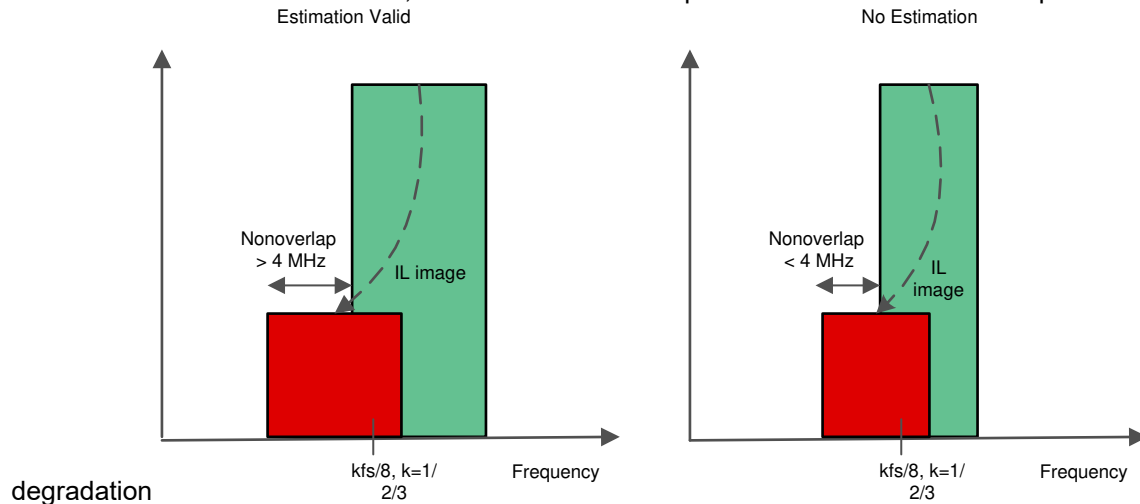 Estimation Valid
No Estimation
Nonoverlap
> 4 MHz
IL image
Nonoverlap
< 4 MHz
IL
image
kfs/8, k=1/
2/3
Frequency
kfs/8, k=1/
2/3
Frequency
degradation